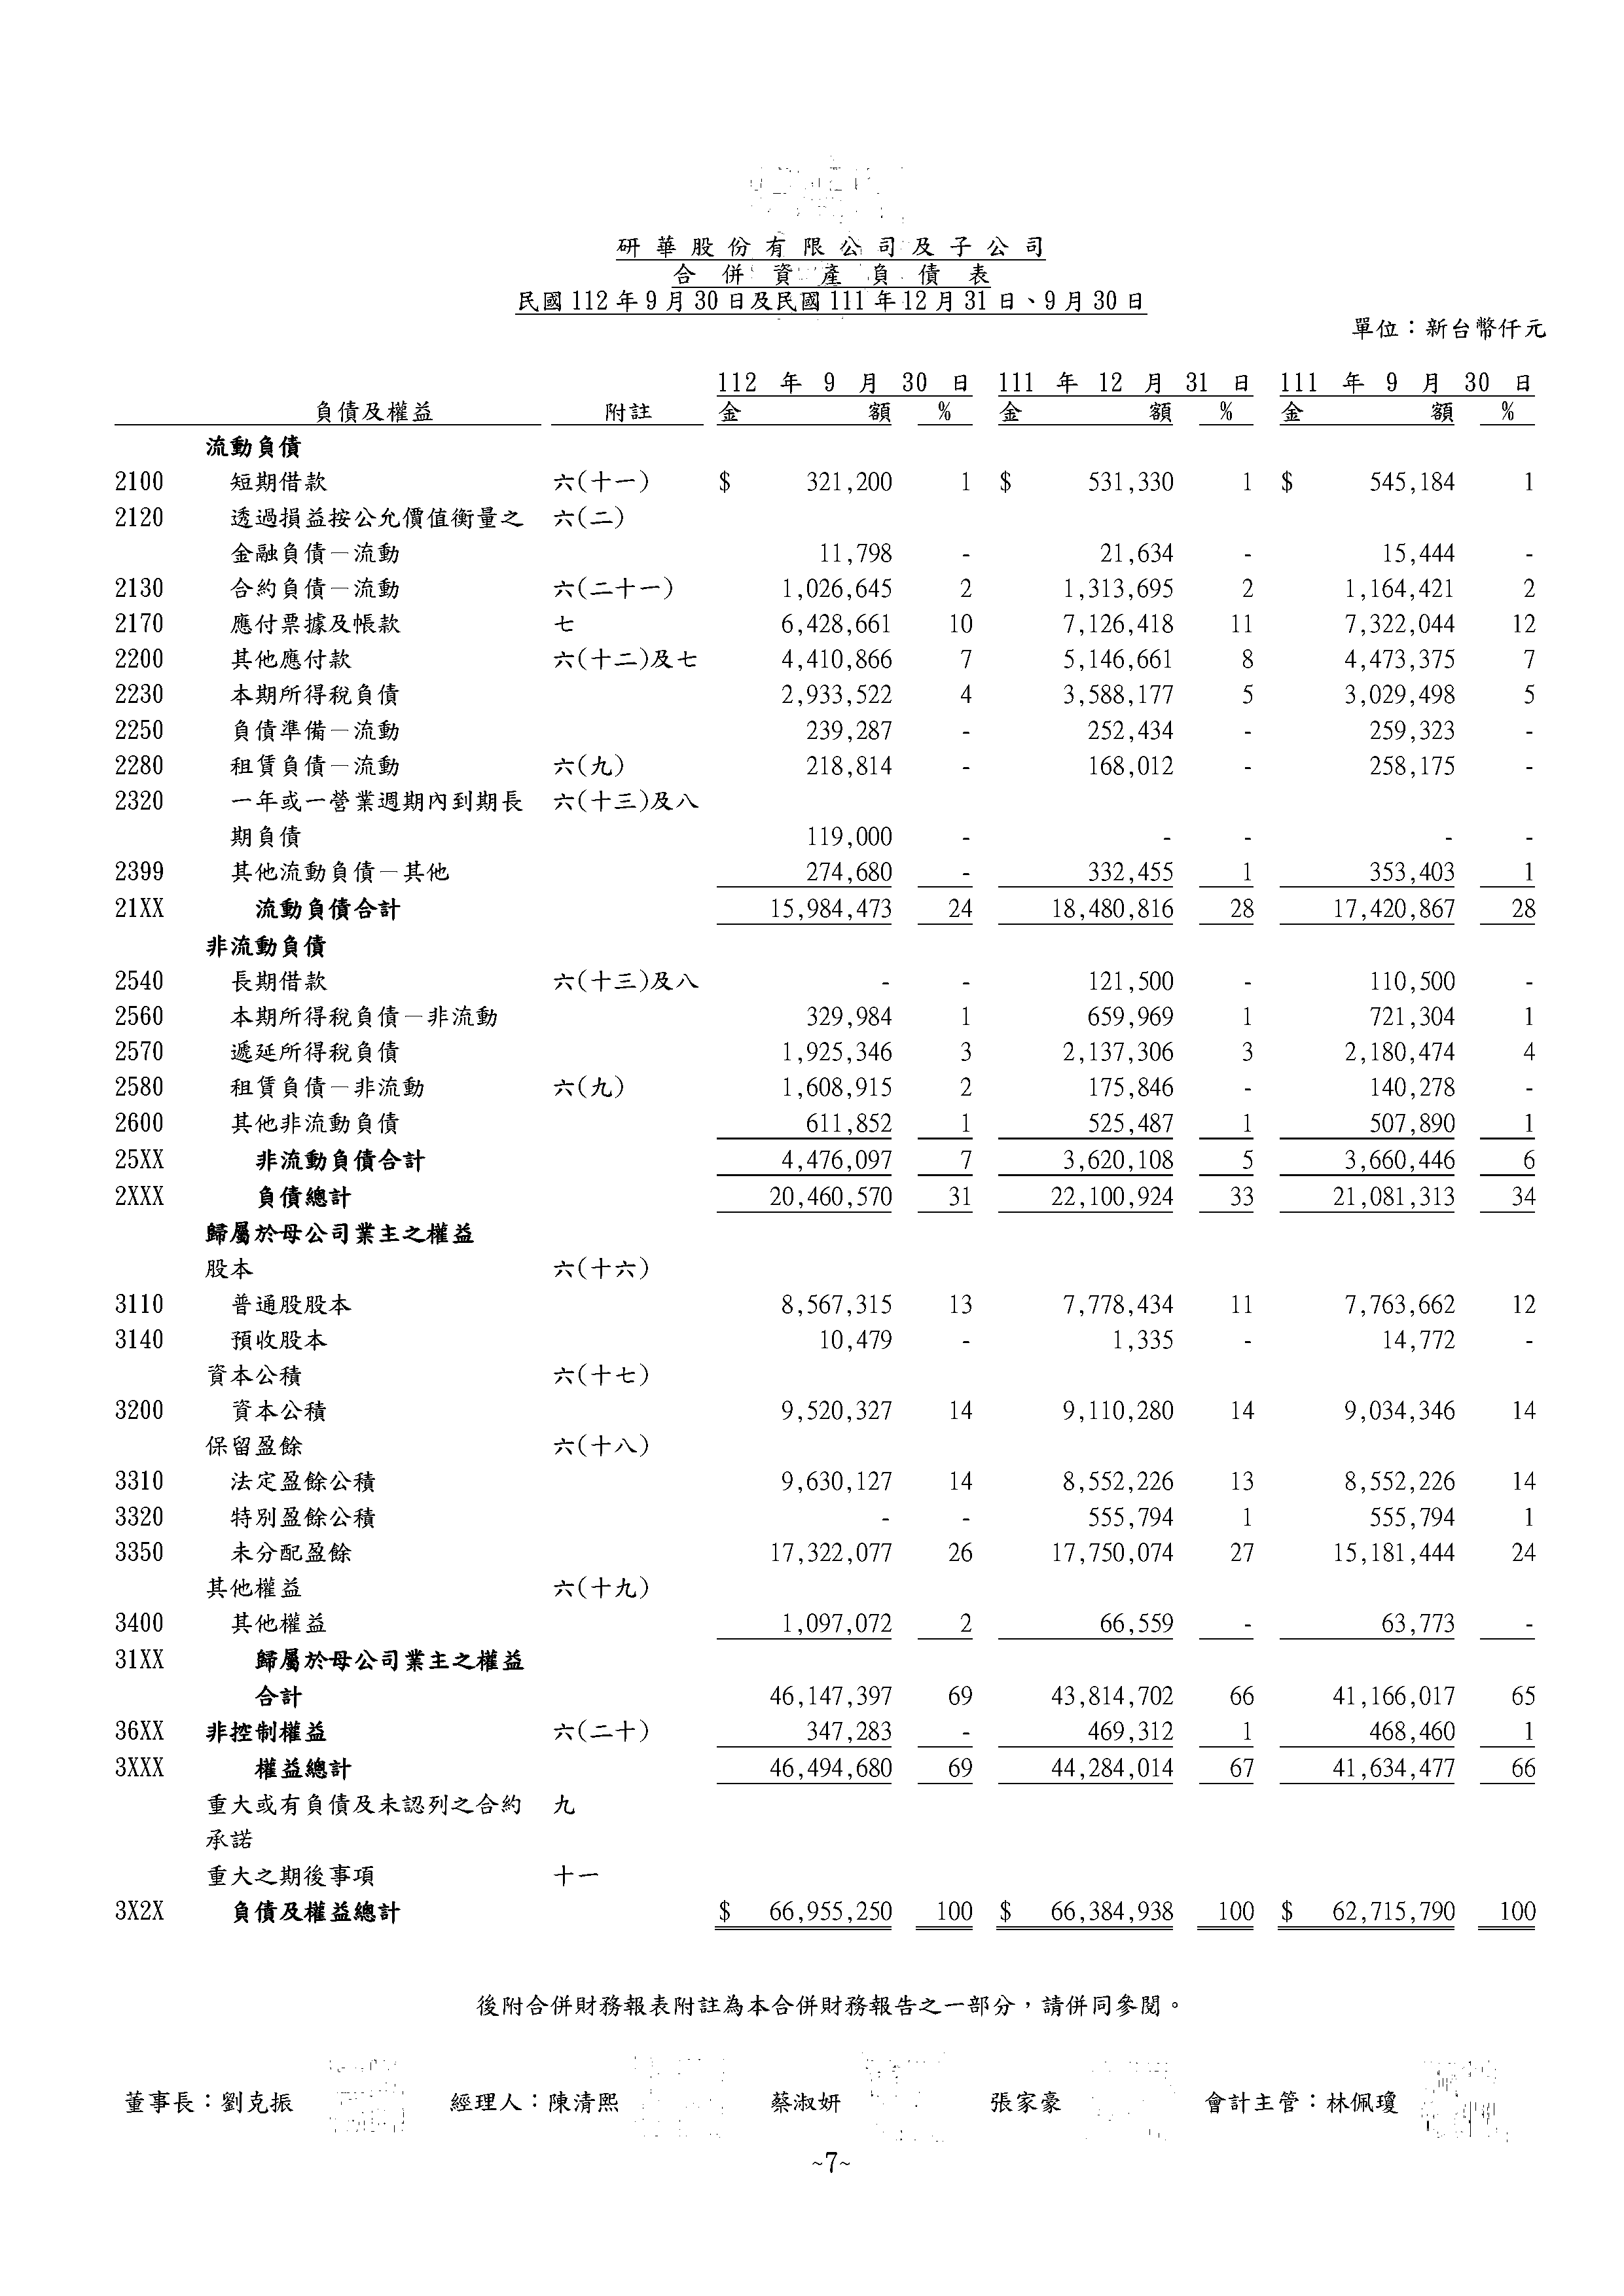 研華股份有限公司及子公司
合併資產負債表
民國112年9月30日及民國111年12月31日、9月30日
單位：新台幣仟元
112 年 9 月 30 日 111 年 12 月 31 日 111 年 9 月 30 日
負債及權益 附註 金 額 % 金 額 % 金 額 %
流動負債
2100 短期借款 六(十一) $ 321,200 1 $ 531,330 1 $ 545,184 1
2120 透過損益按公允價值衡量之 六(二)
金融負債－流動 11,798 - 21,634 - 15,444 -
2130 合約負債－流動 六(二十一) 1,026,645 2 1,313,695 2 1,164,421 2
2170 應付票據及帳款 七 6,428,661 10 7,126,418 11 7,322,044 12
2200 其他應付款 六(十二)及七 4,410,866 7 5,146,661 8 4,473,375 7
2230 本期所得稅負債 2,933,522 4 3,588,177 5 3,029,498 5
2250 負債準備－流動 239,287 - 252,434 - 259,323 -
2280 租賃負債－流動 六(九) 218,814 - 168,012 - 258,175 -
2320 一年或一營業週期內到期長 六(十三)及八
期負債 119,000 - - - - -
2399 其他流動負債－其他 274,680 - 332,455 1 353,403 1
21XX 流動負債合計 15,984,473 24 18,480,816 28 17,420,867 28
非流動負債
2540 長期借款 六(十三)及八 - - 121,500 - 110,500 -
2560 本期所得稅負債－非流動 329,984 1 659,969 1 721,304 1
2570 遞延所得稅負債 1,925,346 3 2,137,306 3 2,180,474 4
2580 租賃負債－非流動 六(九) 1,608,915 2 175,846 - 140,278 -
2600 其他非流動負債 611,852 1 525,487 1 507,890 1
25XX 非流動負債合計 4,476,097 7 3,620,108 5 3,660,446 6
2XXX 負債總計 20,460,570 31 22,100,924 33 21,081,313 34
歸屬於母公司業主之權益
股本 六(十六)
3110 普通股股本 8,567,315 13 7,778,434 11 7,763,662 12
3140 預收股本 10,479 - 1,335 - 14,772 -
資本公積 六(十七)
3200 資本公積 9,520,327 14 9,110,280 14 9,034,346 14
保留盈餘 六(十八)
3310 法定盈餘公積 9,630,127 14 8,552,226 13 8,552,226 14
3320 特別盈餘公積 - - 555,794 1 555,794 1
3350 未分配盈餘 17,322,077 26 17,750,074 27 15,181,444 24
其他權益 六(十九)
3400 其他權益 1,097,072 2 66,559 - 63,773 -
31XX 歸屬於母公司業主之權益
合計 46,147,397 69 43,814,702 66 41,166,017 65
36XX 非控制權益 六(二十) 347,283 - 469,312 1 468,460 1
3XXX 權益總計 46,494,680 69 44,284,014 67 41,634,477 66
重大或有負債及未認列之合約 九
承諾
重大之期後事項 十一
3X2X 負債及權益總計 $ 66,955,250 100 $ 66,384,938 100 $ 62,715,790 100
後附合併財務報表附註為本合併財務報告之一部分，請併同參閱。
董事長：劉克振 經理人：陳清熙 蔡淑妍 張家豪 會計主管：林佩瓊
~7~